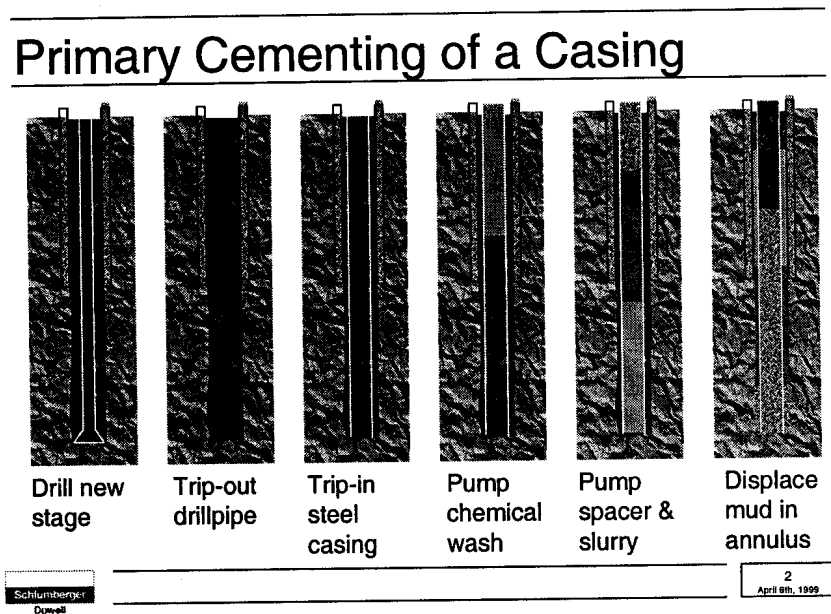 Primary Cementing of a Casing
Drill new
stage
Trip-out
drillpipe
Trip-in
steel
casing
Pump
chemical
wash
Pump
spacer &
slurry
Displace
mud in
annulus
Schlumberger
Dowell
2
April 6th, 1999